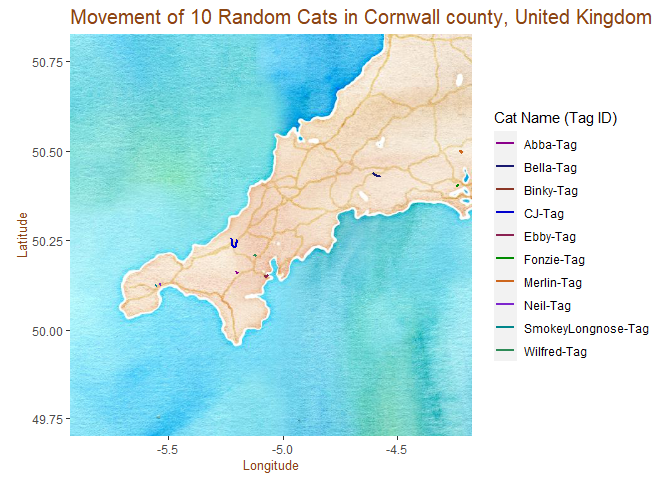 Movement of 10 Random Cats in Cornwall county, United Kingdom
50.75
50.50
50.25
50.00
49.75
Latitude
-5.5
-5.0
-4.5
Longitude
Cat Name (Tag ID)
Abba-Tag
Bella-Tag
Binky-Tag
CJ-Tag
Ebby-Tag
Fonzie-Tag
Merlin-Tag
Neil-Tag
SmokeyLongnose-Tag
Wilfred-Tag